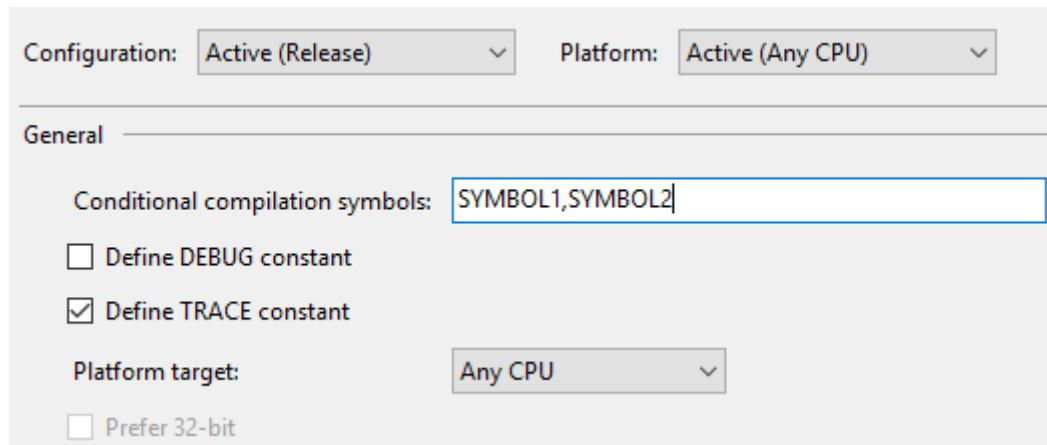 Configuration: Active (Release) Platform: Active (Any CPU)
General
Conditional compilation symbols: SYMBOL1,SYMBOL2
Define DEBUG constant
Define TRACE constant
Platform target: Any CPU
Prefer 32-bit